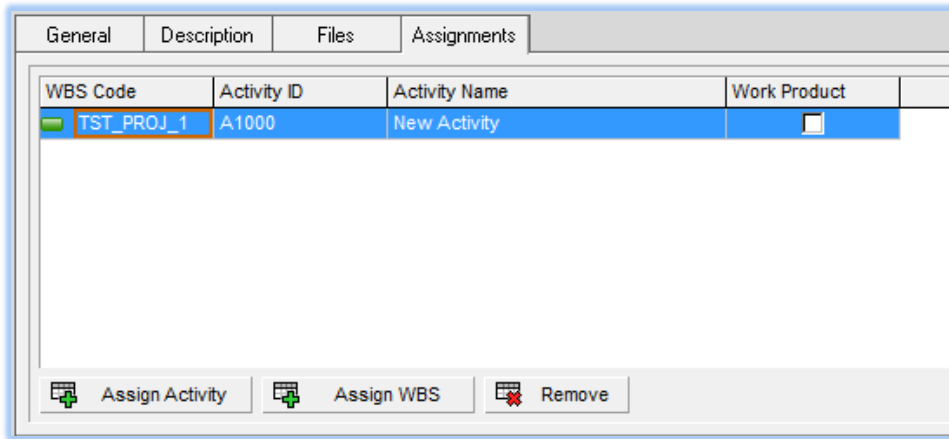 General Description Files Assignments
WBS Code Activity ID Activity Name Work Product
TST_PROJ_1 A1000 New Activity
Assign Activity Assign WBS Remove